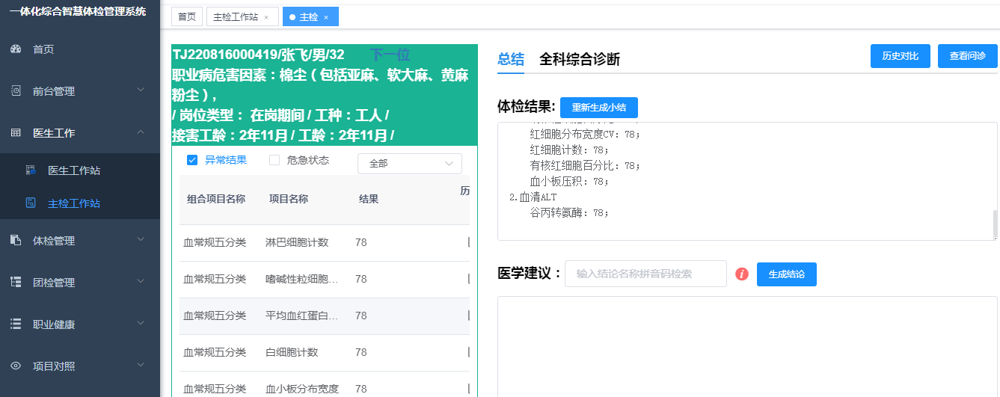 一体化综合智慧体检管理系统
首页
前台管理
医生工作
医生工作站
主检工作站
体检管理
团检管理
职业健康
项目对照
首页 主检工作站 × 主检 ×
TJ220816000419/张飞/男/32 下一位
职业病危害因素：棉尘（包括亚麻、软大麻、黄麻
粉尘），
/ 岗位类型： 在岗期间 / 工种：工人 /
接害工龄：2年11月 / 工龄：2年11月 /
异常结果 危急状态 全部
组合项目名称 项目名称 结果 历
血常规五分类 淋巴细胞计数 78
血常规五分类 嗜碱性粒细胞... 78
血常规五分类 平均血红蛋白... 78
血常规五分类 白细胞计数 78
血常规五分类 血小板分布宽度 78
总结 全科综合诊断
历史对比 查看问诊
体检结果: 重新生成小结
红细胞分布宽度CV：78；
红细胞计数：78；
有核红细胞百分比：78；
血小板压积：78；
2.血清ALT
谷丙转氨酶：78；
医学建议： 输入结论名称拼音码检索 i 生成结论